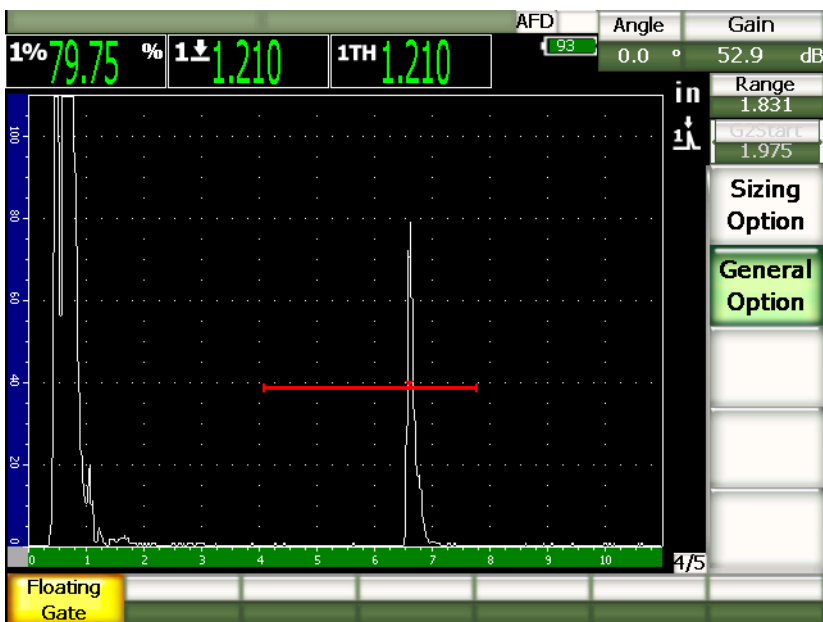 AFD
Angle
Gain
1% 79.75 %
1 1.210
1TH 1.210
93
0.0 °
52.9 dB
in
Range
1.831
G2Start
1.975
1
Sizing
Option
General
Option
100
80
60
40
20
0
0 1 2 3 4 5 6 7 8 9 10
4/5
Floating
Gate